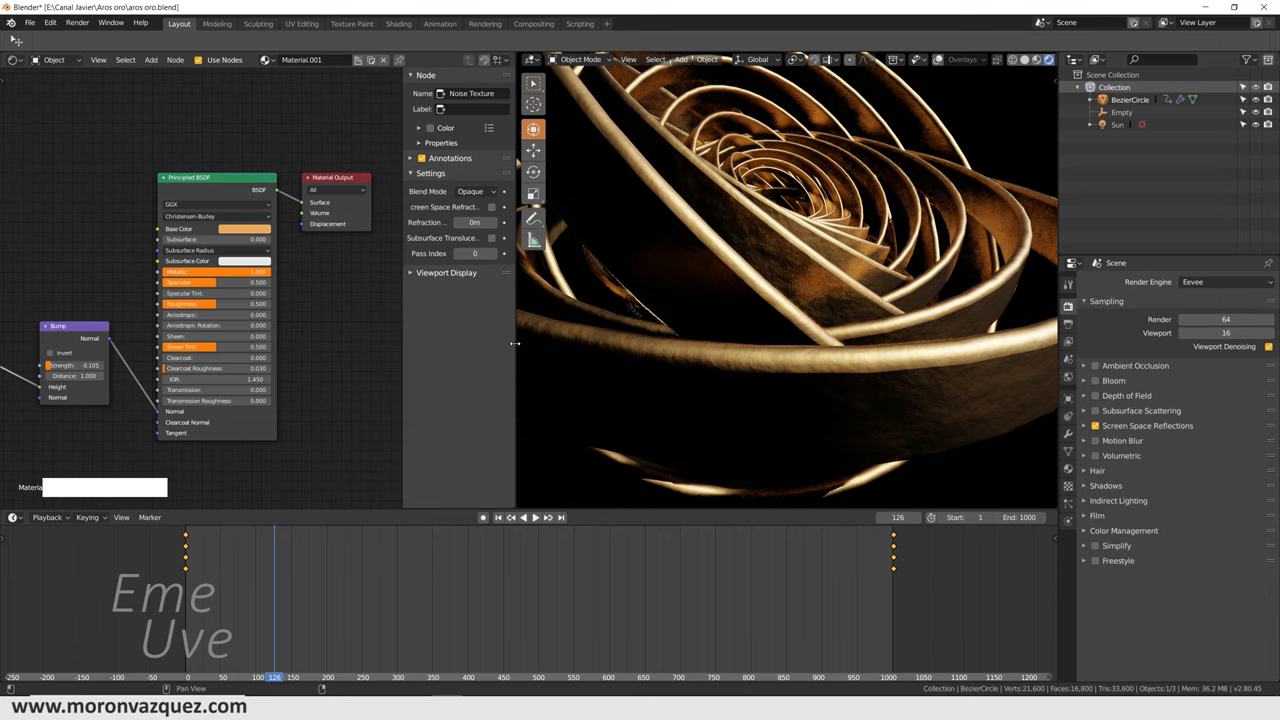 Blender* [E:\Canal Javier\Aros oro\aros oro.blend]
File Edit Render Window Help Layout Modeling Sculpting UV Editing Texture Paint Shading Animation Rendering Compositing Scripting + Scene View Layer
Object View Select Add Node Use Nodes Material.001
Object Mode View Select Add Object Global Overlays
Node
Name Noise Texture
Label:
Color
Properties
Annotations
Settings
Blend Mode Opaque
creen Space Refract..
Refraction .. 0m
Subsurface Transluce..
Pass Index 0
Viewport Display
Principled BSDF
BSDF
GGX
Christensen-Burley
Base Color
Subsurface: 0.000
Subsurface Radius
Subsurface Color
Metallic: 1.000
Specular: 0.500
Specular Tint: 0.000
Roughness: 0.500
Anisotropic: 0.000
Anisotropic Rotation: 0.000
Sheen: 0.000
Sheen Tint: 0.500
Clearcoat: 0.000
Clearcoat Roughness: 0.030
IOR: 1.450
Transmission: 0.000
Transmission Roughness: 0.000
Normal
Clearcoat Normal
Tangent
Material Output
All
Surface
Volume
Displacement
Bump
Normal
Invert
Strength: 0.105
Distance: 1.000
Height
Normal
Materia
Scene Collection
Collection
BezierCircle
Empty
Sun
Scene
Render Engine Eevee
Sampling
Render 64
Viewport 16
Viewport Denoising
Ambient Occlusion
Bloom
Depth of Field
Subsurface Scattering
Screen Space Reflections
Motion Blur
Volumetric
Hair
Shadows
Indirect Lighting
Film
Color Management
Simplify
Freestyle
Playback Keying View Marker 126 Start: 1 End: 1000
Eme
Uve
-250 -200 -150 -100 -50 0 50 100 126 150 200 250 300 350 400 450 500 550 600 650 700 750 800 850 900 950 1000 1050 1100 1150 1200
Pan View
Collection | BezierCircle | Verts:21,600 | Faces:16,800 | Tris:33,600 | Objects:1/3 | Mem: 36.2 MB | v2.80.45
www.moronvazquez.com